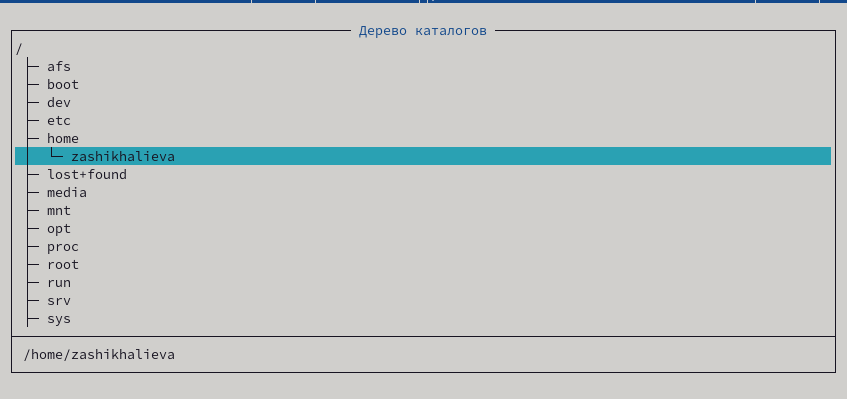 Дерево каталогов
/
afs
boot
dev
etc
home
zashikhalieva
lost+found
media
mnt
opt
proc
root
run
srv
sys
/home/zashikhalieva